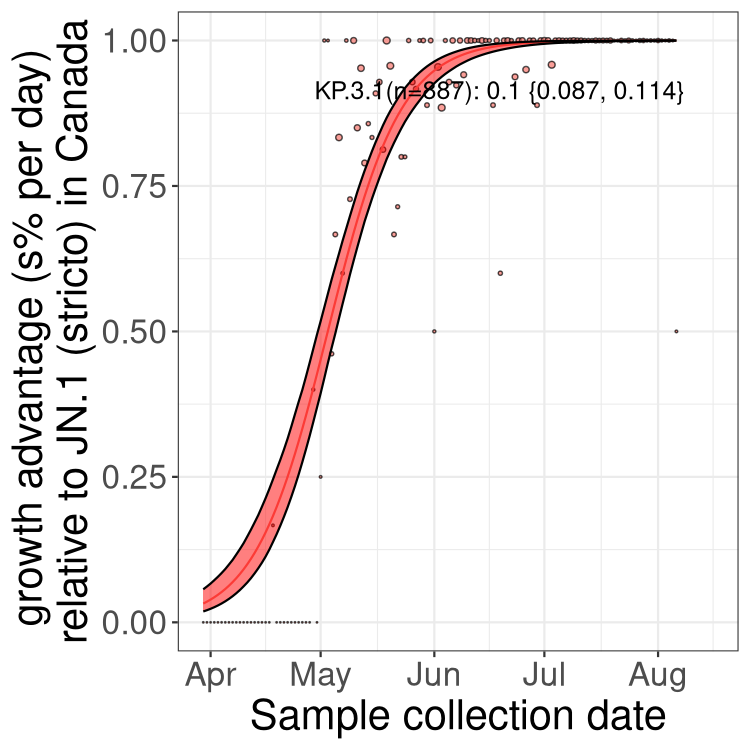 growth advantage (s% per day)
relative to JN.1 (stricto) in Canada
1.00
0.75
0.50
0.25
0.00
KP.3.1(n=887): 0.1 {0.087, 0.114}
Apr May Jun Jul Aug
Sample collection date